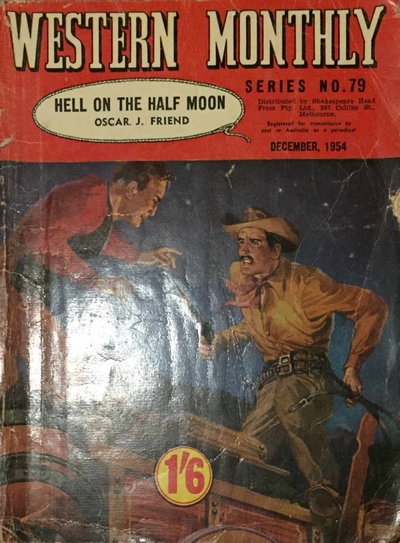 WESTERN MONTHLY
SERIES NO. 79
HELL ON THE HALF MOON
OSCAR. J. FRIEND
Distributed by Shakespeare Head
Press Pty. Ltd., 247 Collins St.,
Melbourne.
Registered for transmission by
post in Australia as a periodical
DECEMBER, 1954
1'6